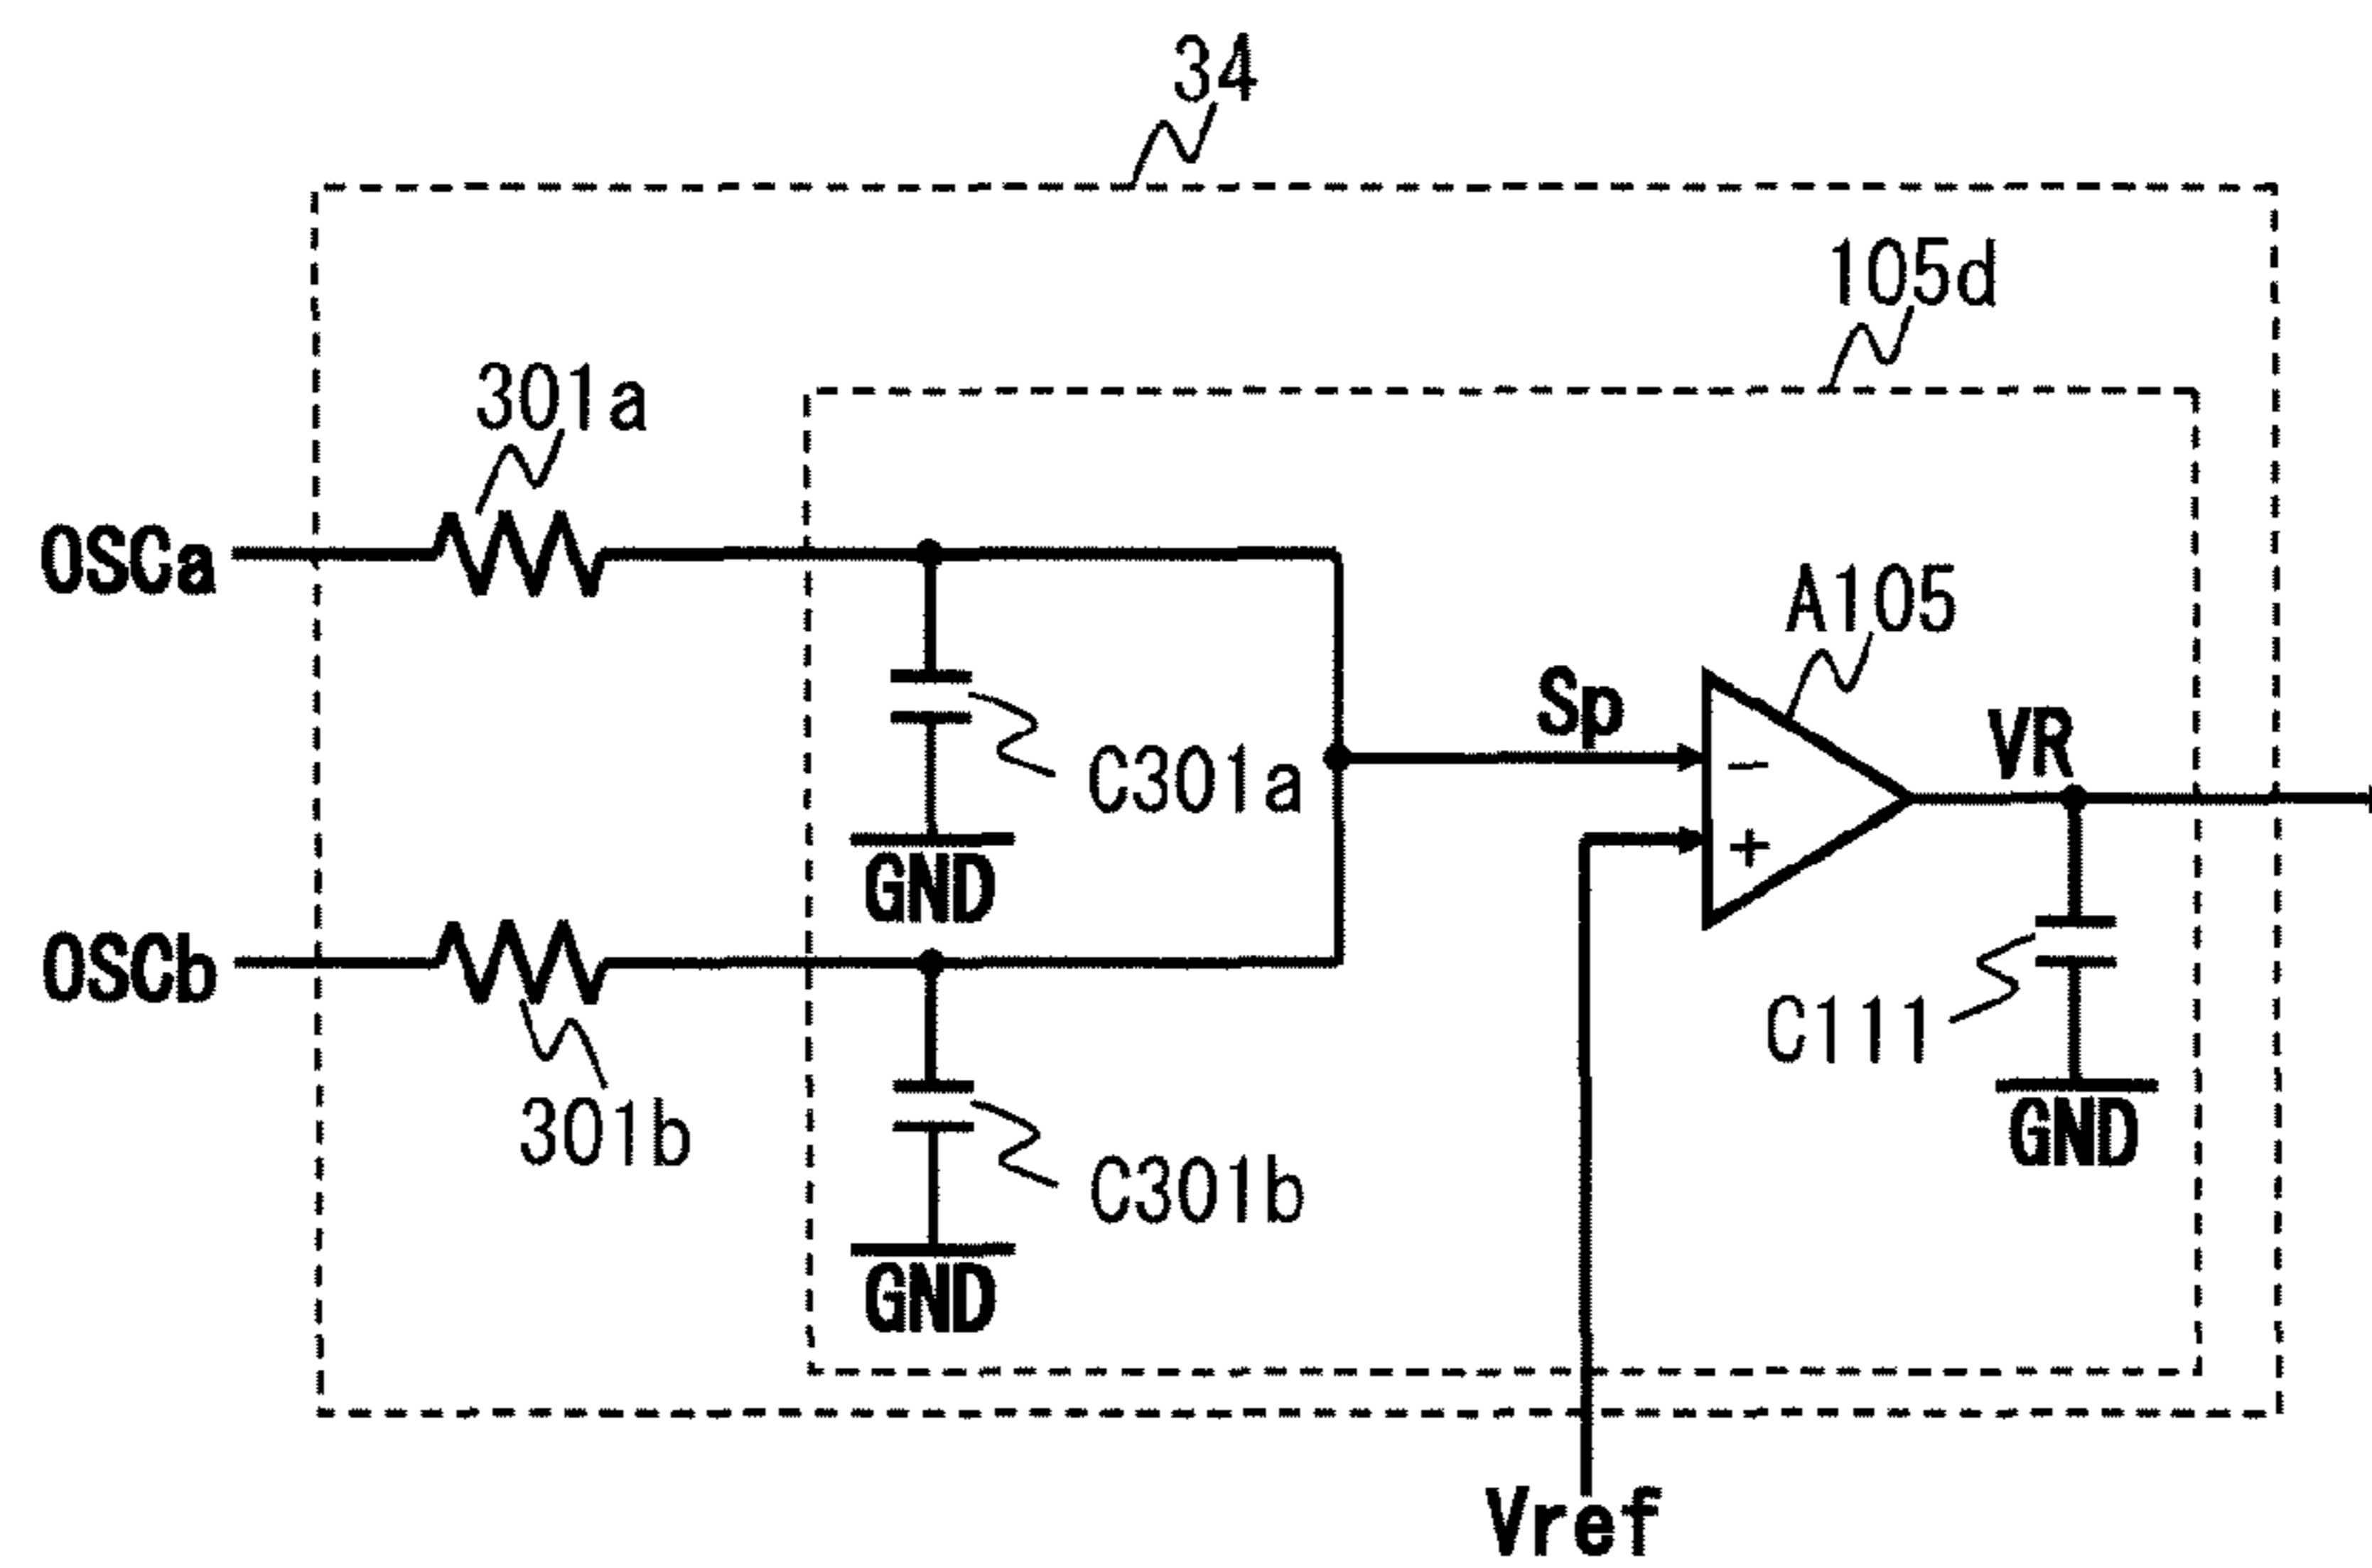 34
105d
301a
OSCa
A105
Sp
VR
C301a
-
+
GND
OSCb
C111
301b
GND
C301b
GND
Vref